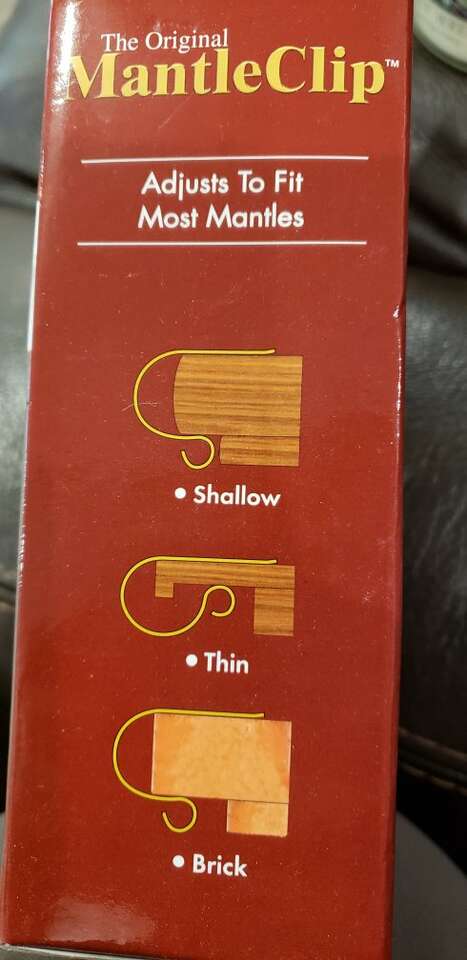 The Original
MantleClip™
Adjusts To Fit
Most Mantles
• Shallow
• Thin
• Brick